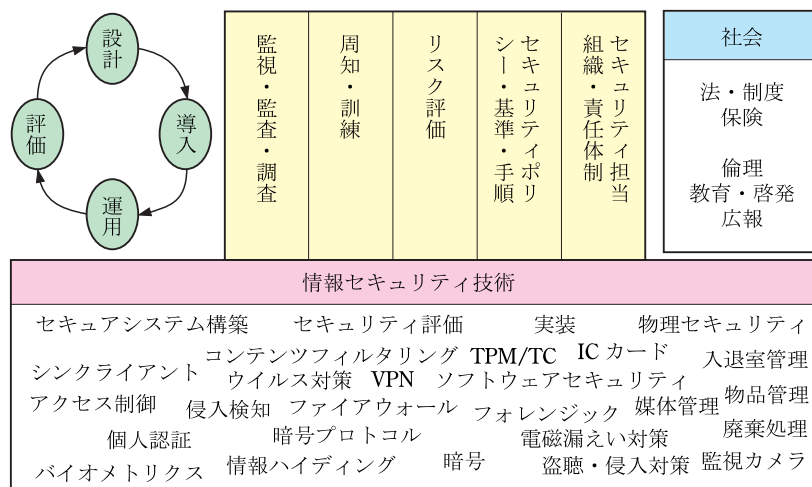 設計
導入
運用
評価
監視・監査・調査
周知・訓練
リスク評価
セキュリティポリ
シー・基準・手順
セキュリティ担当
組織・責任体制
社会
法・制度
保険
倫理
教育・啓発
広報
情報セキュリティ技術
セキュアシステム構築 セキュリティ評価 実装 物理セキュリティ
シンクライアント コンテンツフィルタリング TPM/TC IC カード 入退室管理
ウイルス対策 VPN ソフトウェアセキュリティ 物品管理
アクセス制御 侵入検知 ファイアウォール フォレンジック 媒体管理
個人認証 暗号プロトコル 電磁漏えい対策 廃棄処理
バイオメトリクス 情報ハイディング 暗号 盗聴・侵入対策 監視カメラ